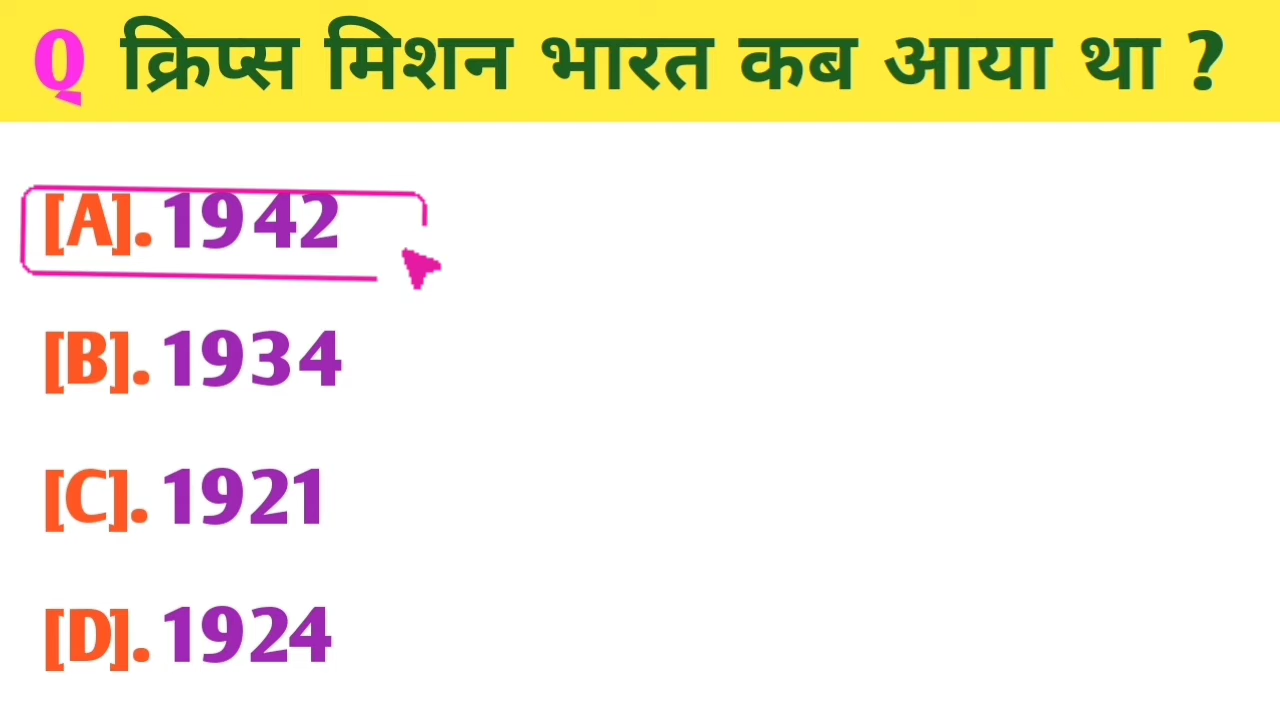 Q क्रिप्स मिशन भारत कब आया था ?
[A]. 1942
[B]. 1934
[C]. 1921
[D]. 1924